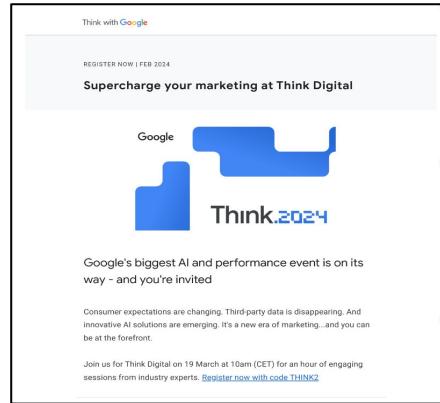 Think with Google
REGISTER NOW | FEB 2024
Supercharge your marketing at Think Digital
Google
Think.2024
Google's biggest AI and performance event is on its
way - and you're invited
Consumer expectations are changing. Third-party data is disappearing. And
innovative AI solutions are emerging. It's a new era of marketing...and you can
be at the forefront.
Join us for Think Digital on 19 March at 10am (CET) for an hour of engaging
sessions from industry experts. Register now with code THINK2